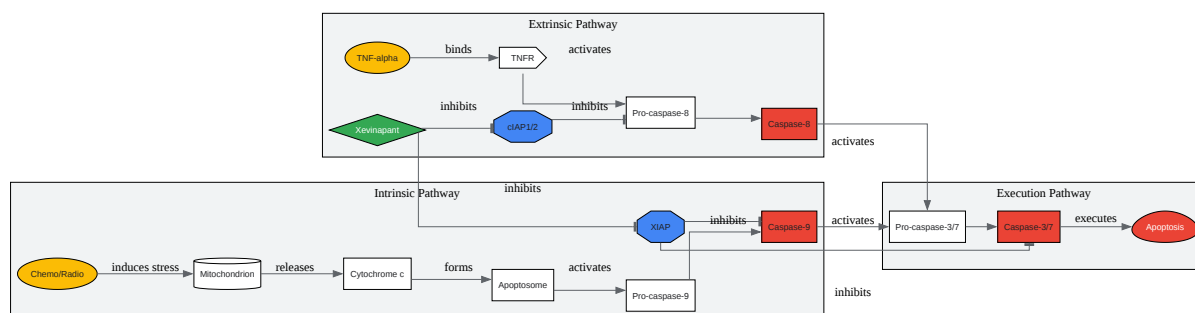 Extrinsic Pathway
TNF-alpha
binds
TNFR
activates
Xevinapant
inhibits
cIAP1/2
inhibits
Pro-caspase-8
Caspase-8
activates
Intrinsic Pathway
inhibits
XIAP
inhibits
Caspase-9
activates
Chemo/Radio
induces stress
Mitochondrion
releases
Cytochrome c
forms
Apoptosome
activates
Pro-caspase-9
inhibits
Execution Pathway
Pro-caspase-3/7
Caspase-3/7
executes
Apoptosis